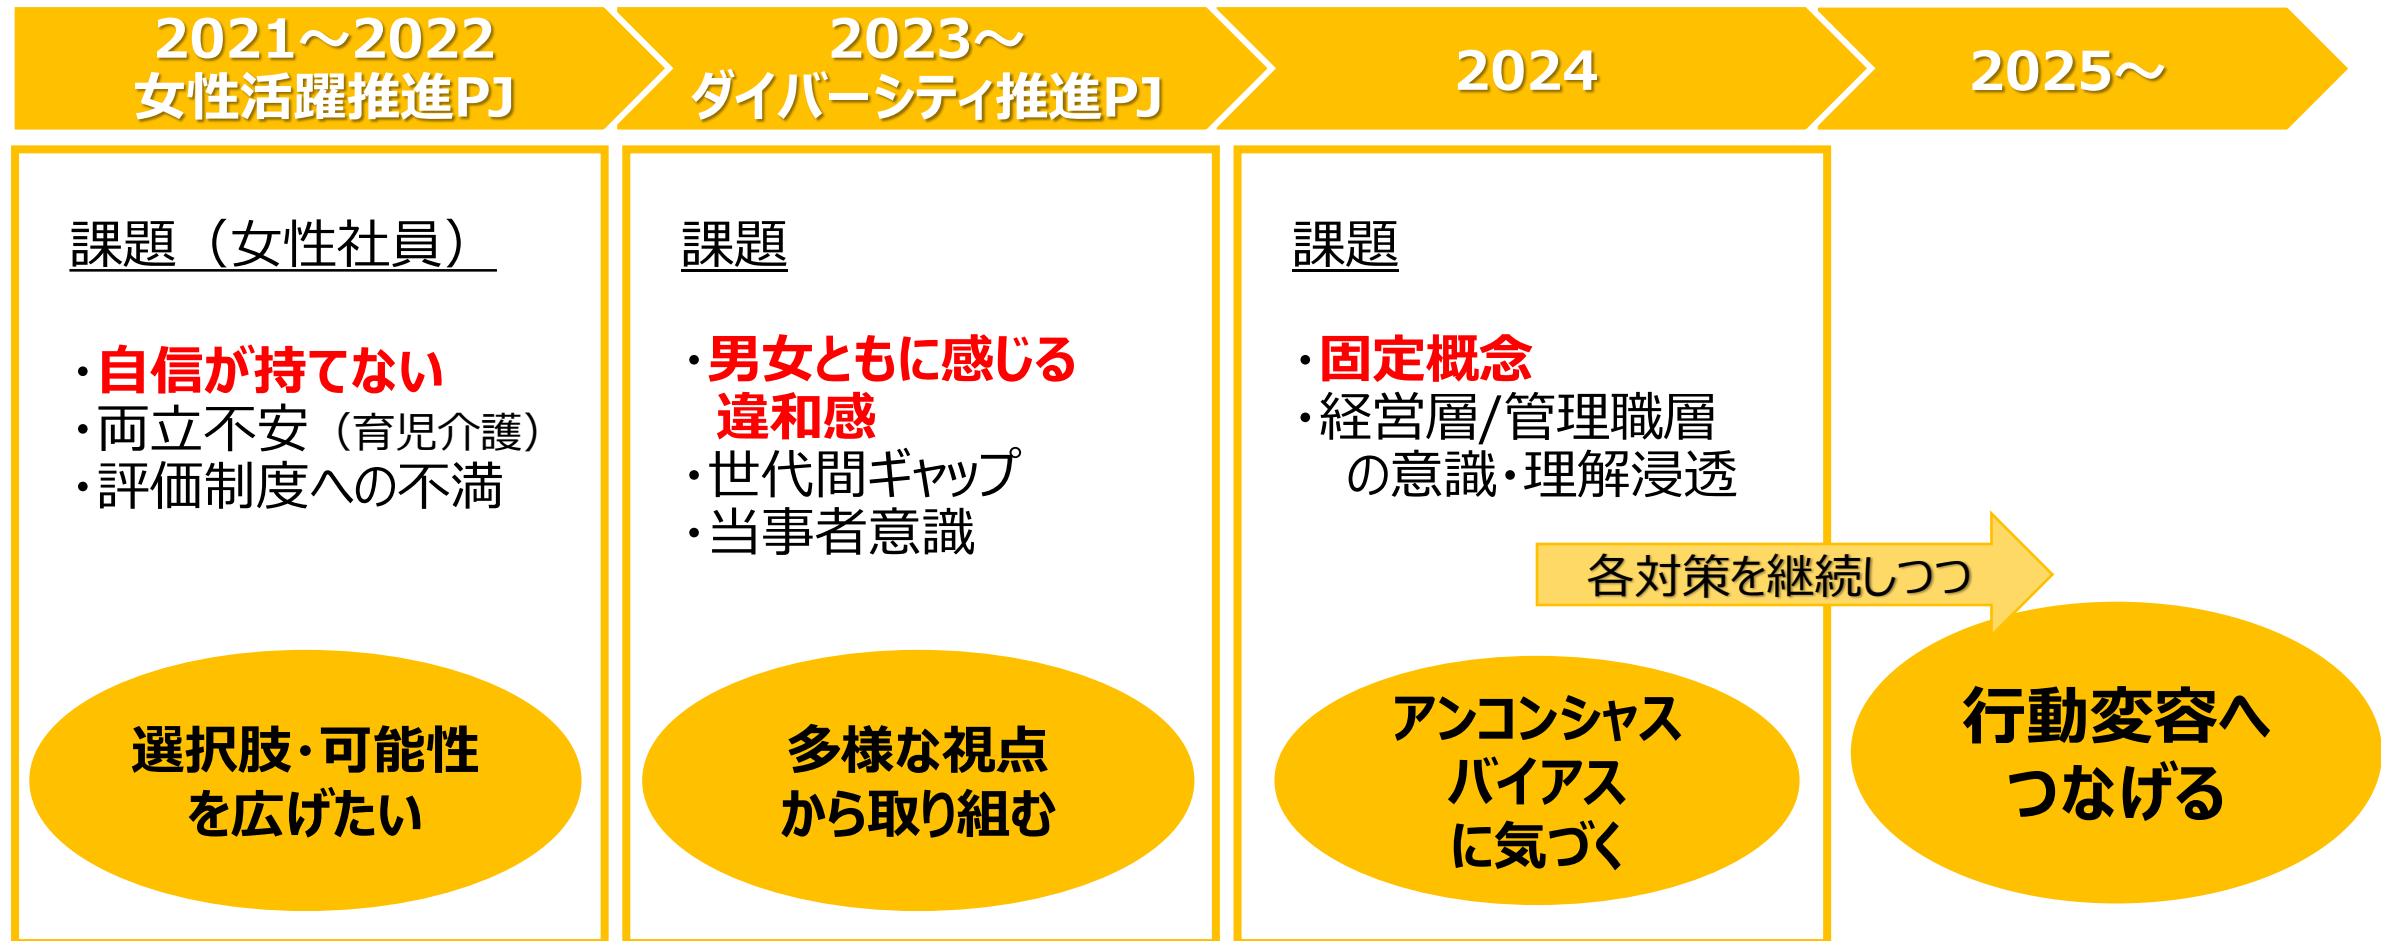 2021～2022
女性活躍推進PJ
2023～
ダイバーシティ推進PJ
2024
2025～
課題（女性社員）
・自信が持てない
・両立不安（育児介護）
・評価制度への不満
選択肢・可能性
を広げたい
課題
・男女ともに感じる
違和感
・世代間ギャップ
・当事者意識
多様な視点
から取り組む
課題
・固定概念
・経営層/管理職層
の意識・理解浸透
各対策を継続しつつ
アンコンシャス
バイアス
に気づく
行動変容へ
つなげる